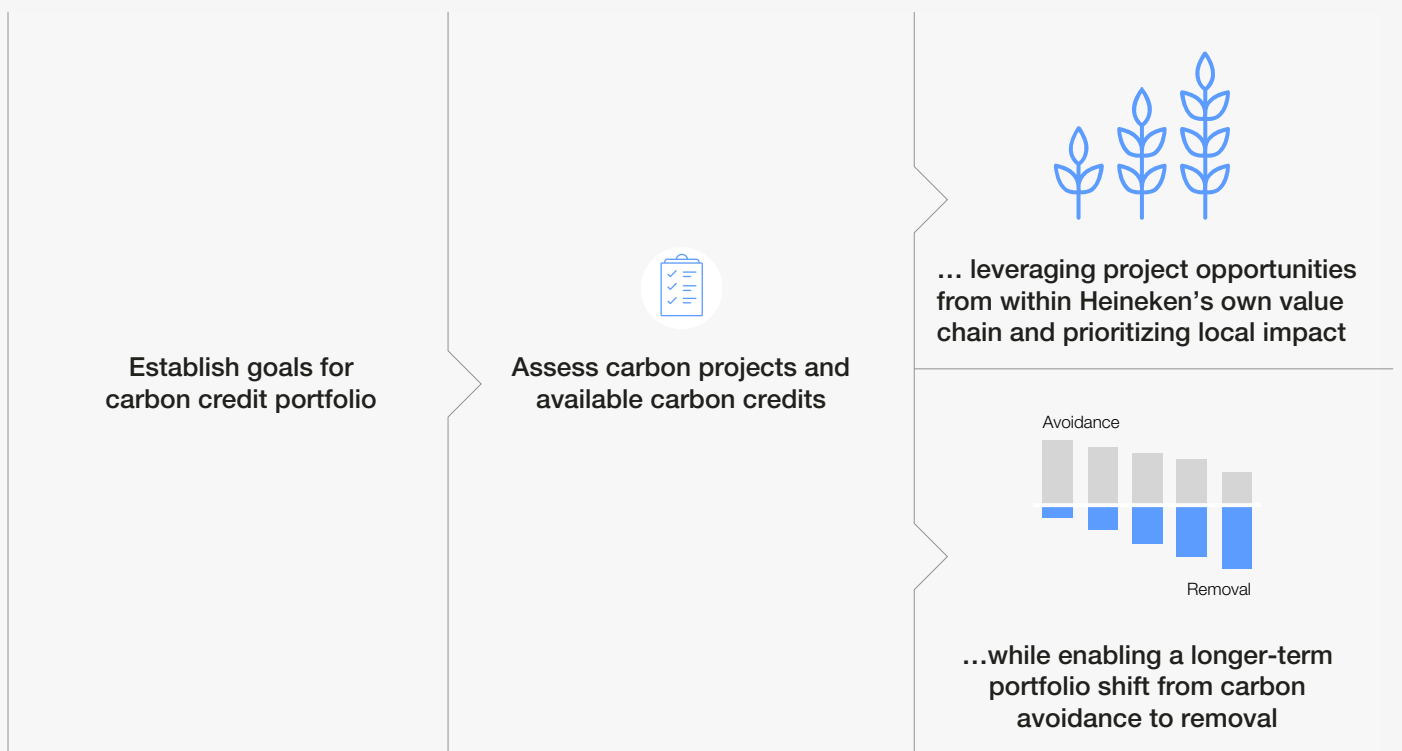 Establish goals for
carbon credit portfolio
Assess carbon projects and
available carbon credits
… leveraging project opportunities
from within Heineken’s own value
chain and prioritizing local impact
Avoidance
Removal
…while enabling a longer-term
portfolio shift from carbon
avoidance to removal